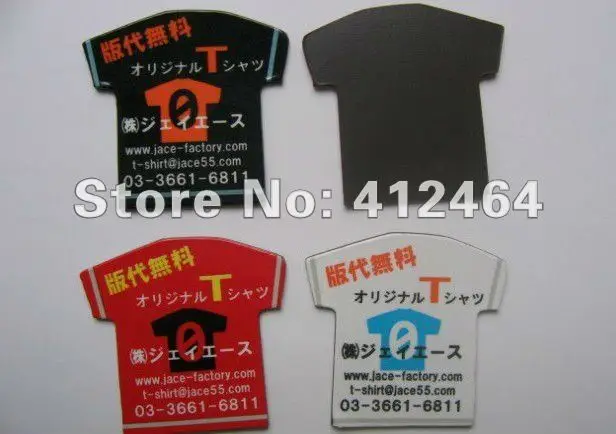 版代無料
オリジナルTシャツ
0
㈱ジェイエース
www.jace-factory.com
t-shirt@jace55.com
03-3661-6811
Store No: 412464
版代無料
オリジナルTシャツ
0
㈱ジェイエース
www.jace-factory.com
t-shirt@jace55.com
03-3661-6811
版代無料
オリジナルTシャツ
0
㈱ジェイエース
www.jace-factory.com
t-shirt@jace55.com
03-3661-6811